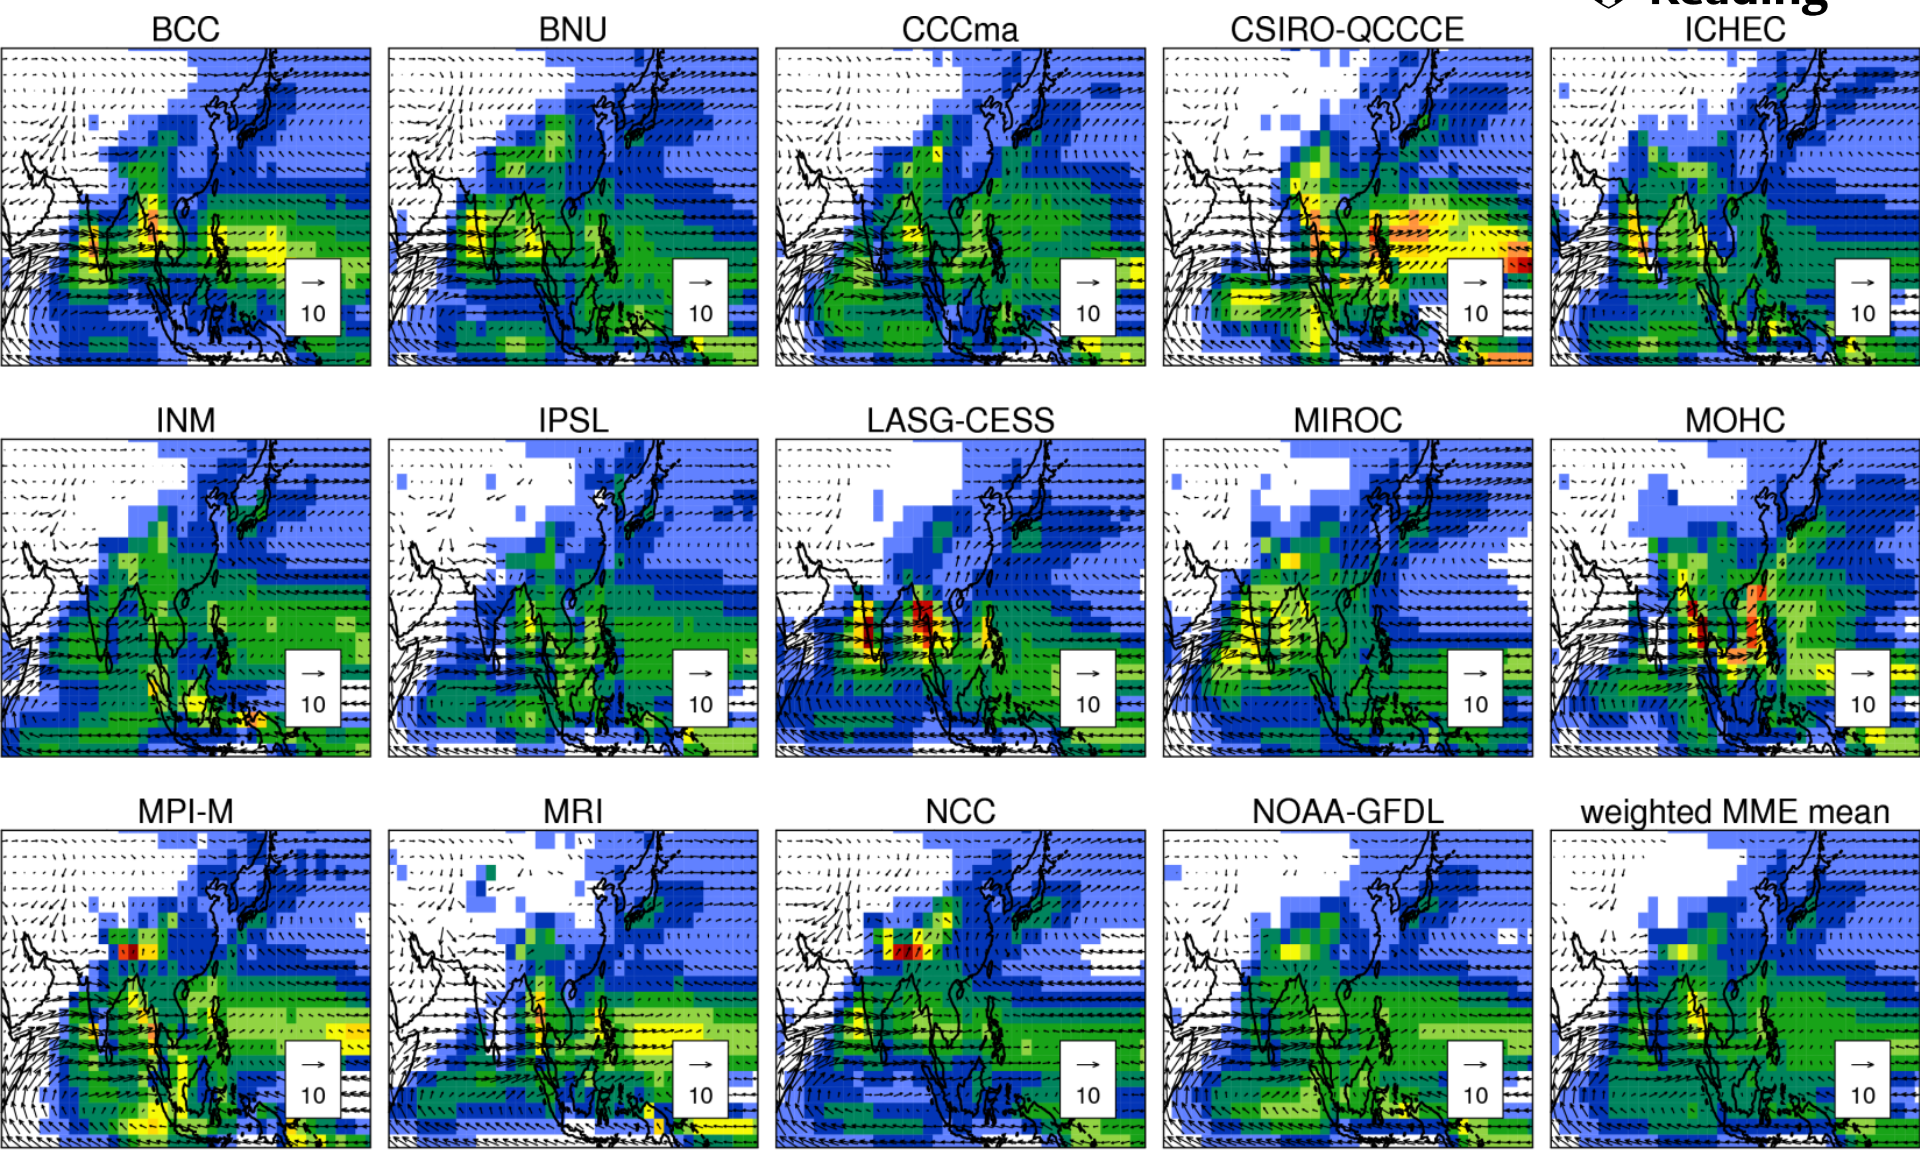 Reading
BCC BNU CCCma CSIRO-QCCCE ICHEC
10 10 10 10 10
INM IPSL LASG-CESS MIROC MOHC
10 10 10 10 10
MPI-M MRI NCC NOAA-GFDL weighted MME mean
10 10 10 10 10